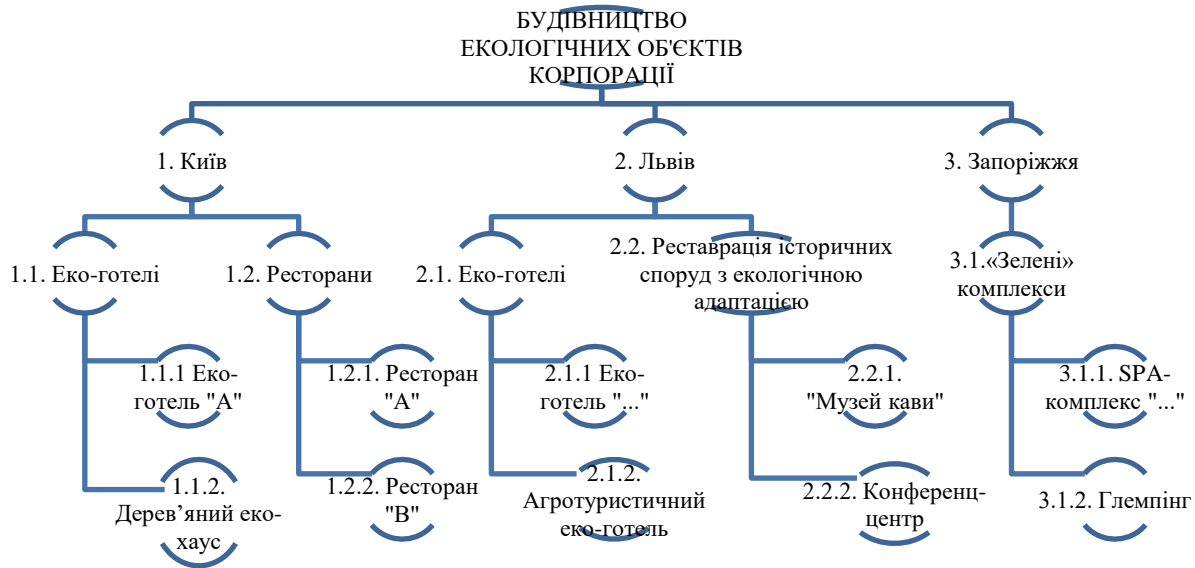 БУДІВНИЦТВО
ЕКОЛОГІЧНИХ ОБ'ЄКТІВ
КОРПОРАЦІЇ
1. Київ
2. Львів
3. Запоріжжя
1.1. Еко-готелі
1.2. Ресторани
2.1. Еко-готелі
2.2. Реставрація історичних
споруд з екологічною
адаптацією
3.1.«Зелені»
комплекси
1.1.1 Еко-
готель "А"
1.2.1. Ресторан
"А"
2.1.1 Еко-
готель "..."
2.2.1.
"Музей кави"
3.1.1. SPA-
комплекс "..."
1.1.2.
Дерев’яний еко-
хаус
1.2.2. Ресторан
"В"
2.1.2.
Агротуристичний
еко-готель
2.2.2. Конференц-
центр
3.1.2. Глемпінг